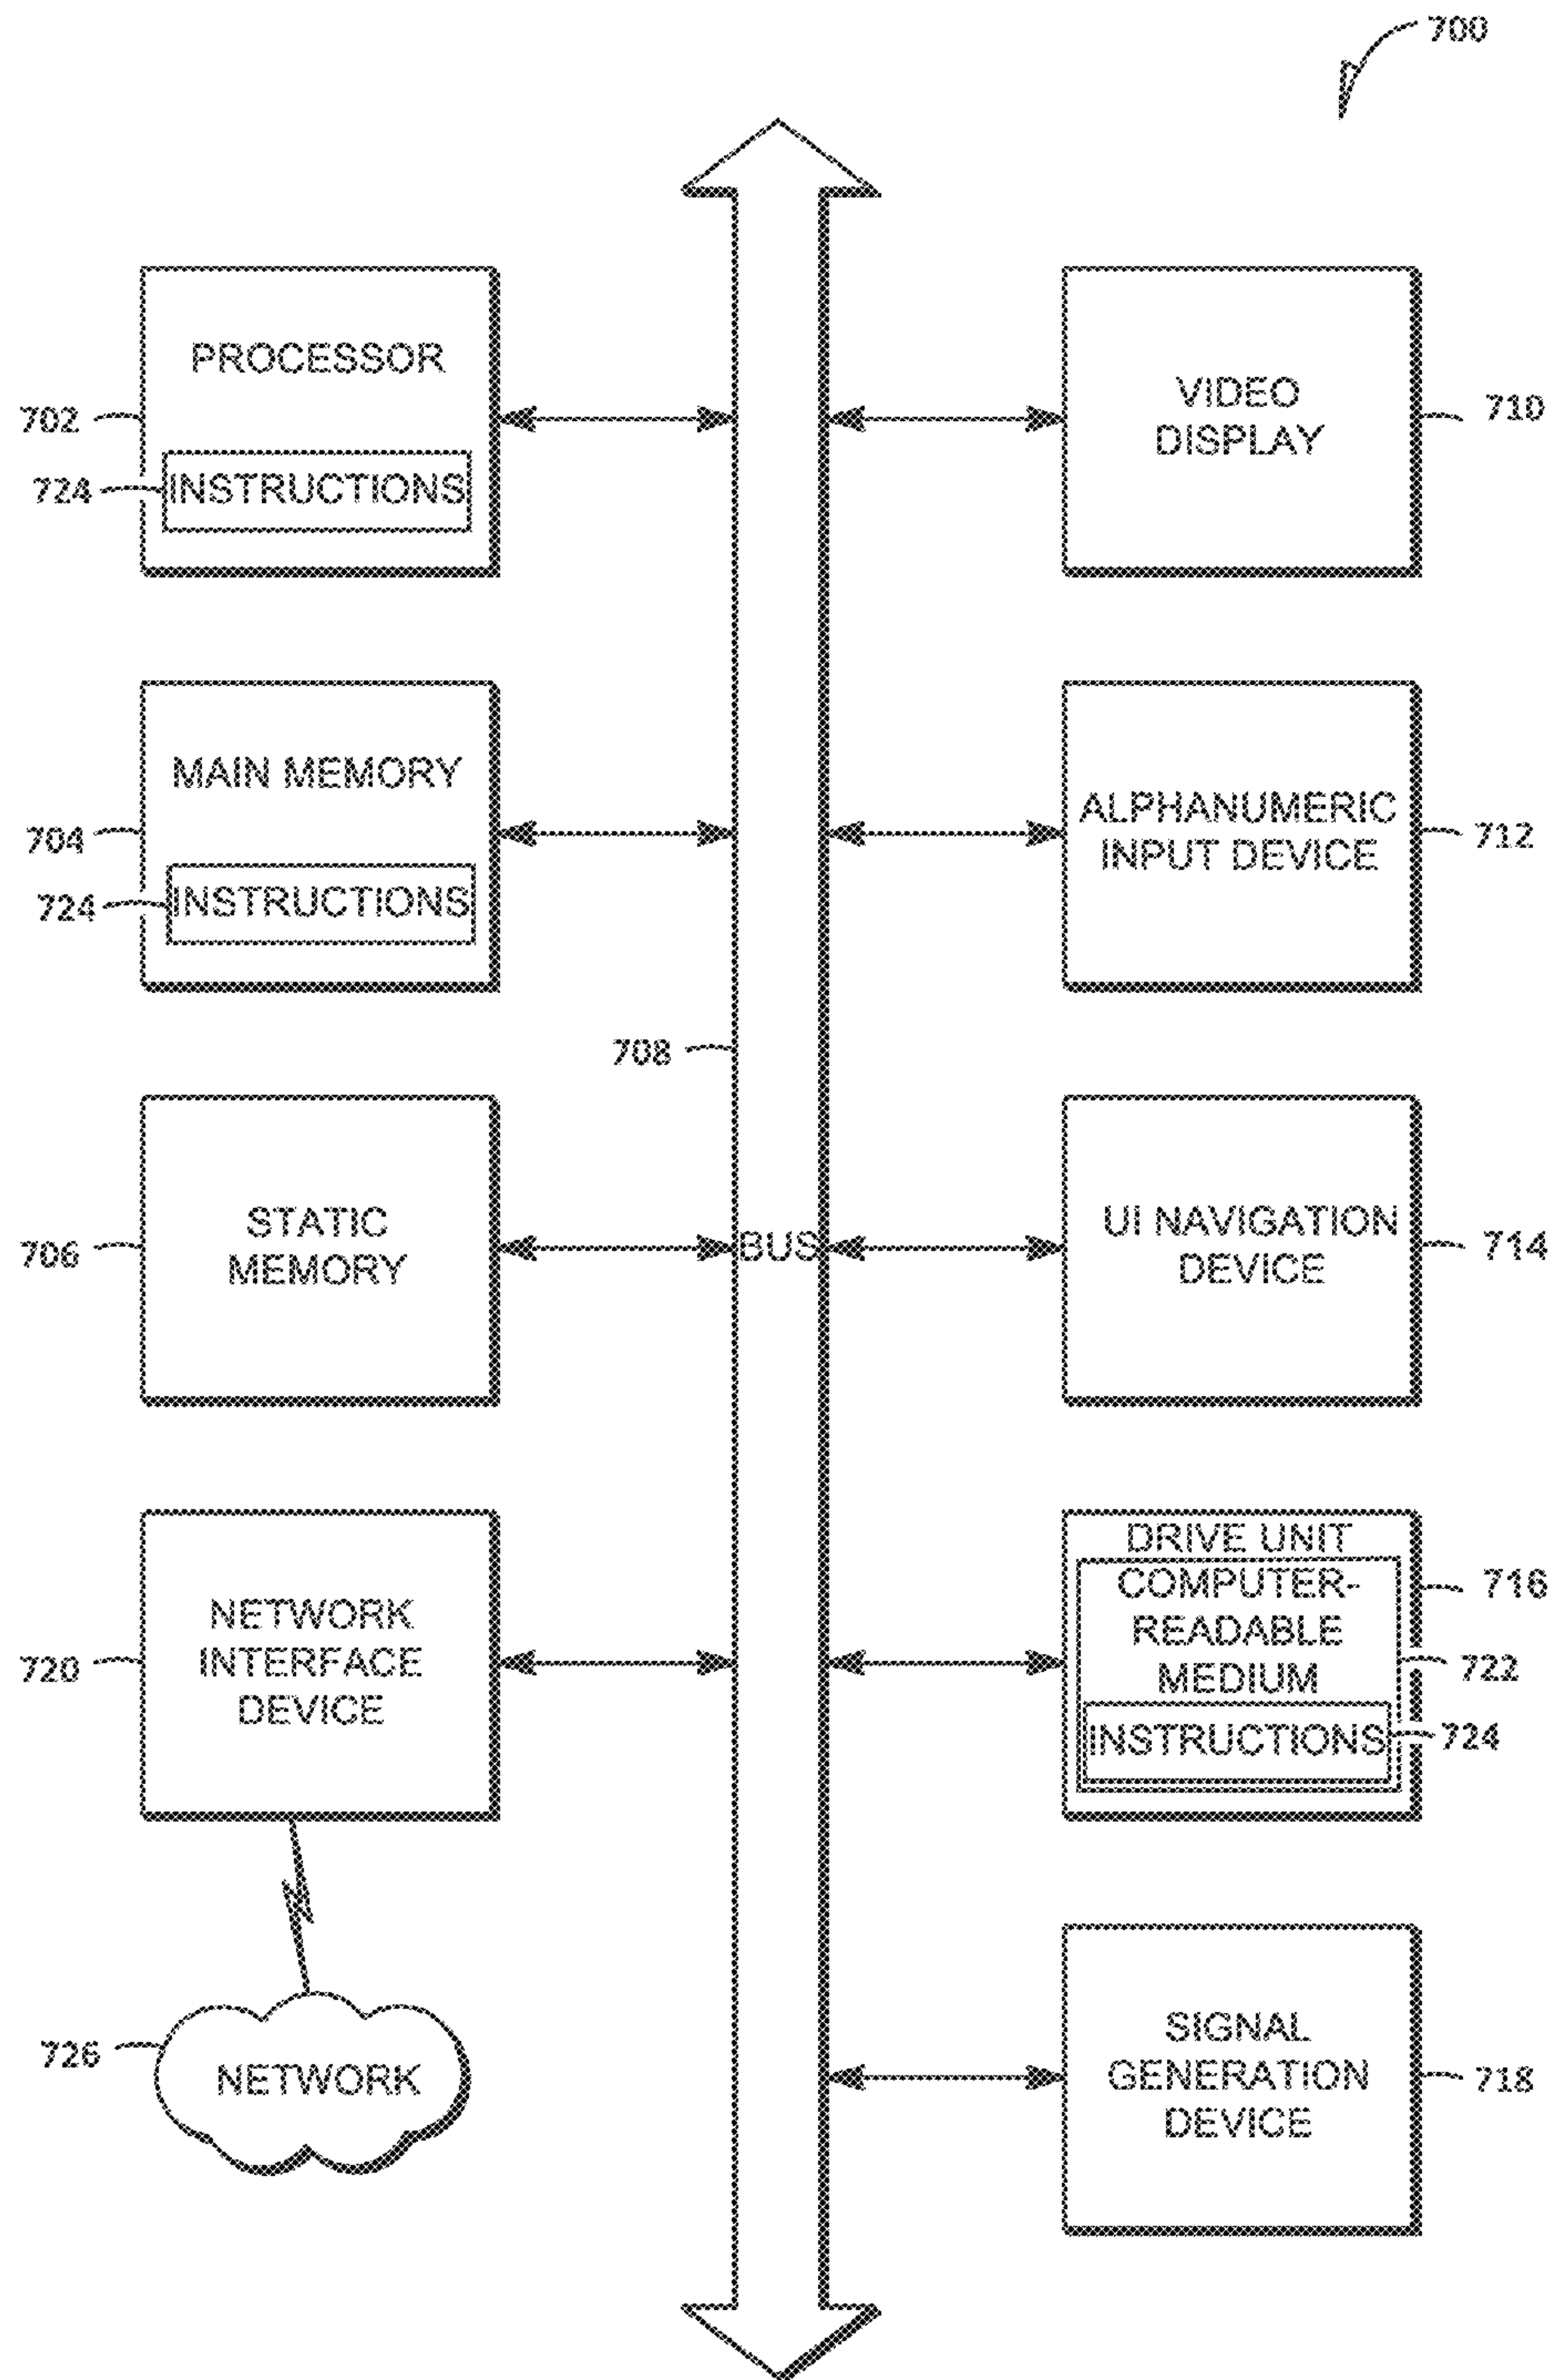 700
PROCESSOR
702
724
INSTRUCTIONS
VIDEO
DISPLAY
710
MAIN MEMORY
704
724
INSTRUCTIONS
ALPHANUMERIC
INPUT DEVICE
712
708
STATIC
MEMORY
706
BUS
UI NAVIGATION
DEVICE
714
NETWORK
INTERFACE
DEVICE
720
DRIVE UNIT
COMPUTER-
READABLE
MEDIUM
716
722
INSTRUCTIONS
724
726
NETWORK
SIGNAL
GENERATION
DEVICE
718